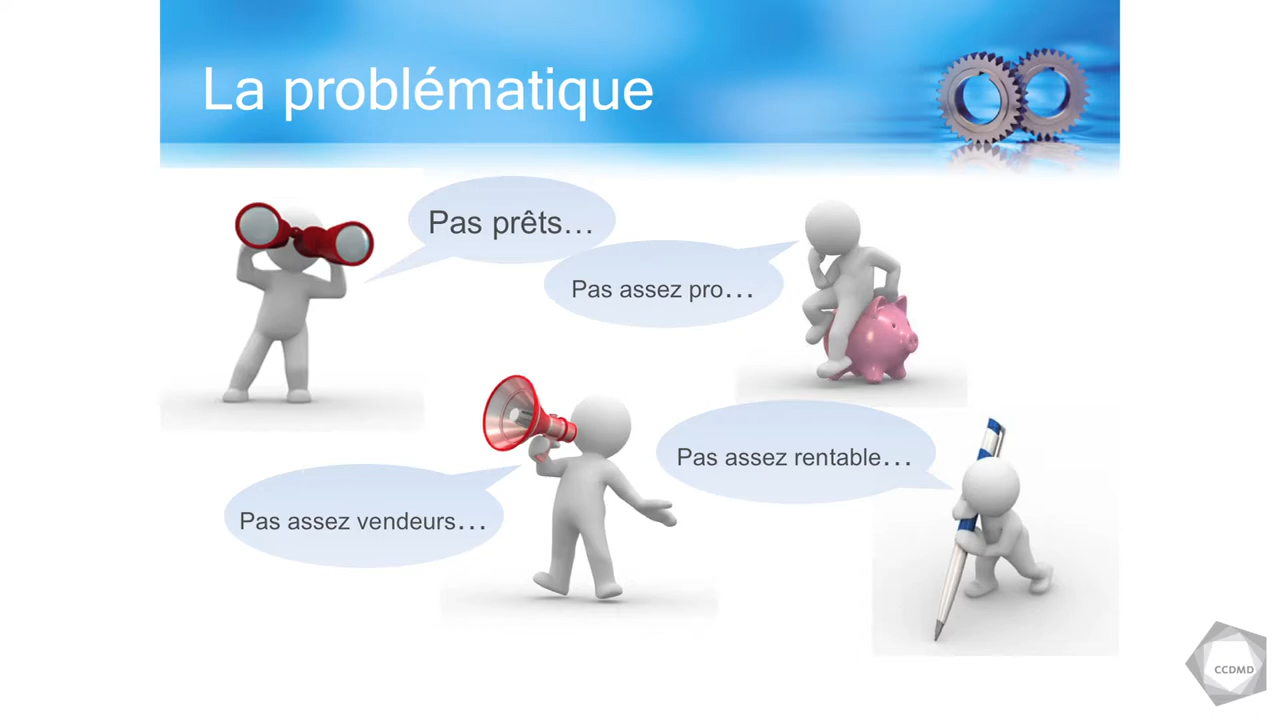 La problématique
Pas prêts…
Pas assez pro…
Pas assez rentable…
Pas assez vendeurs…
CCDMD